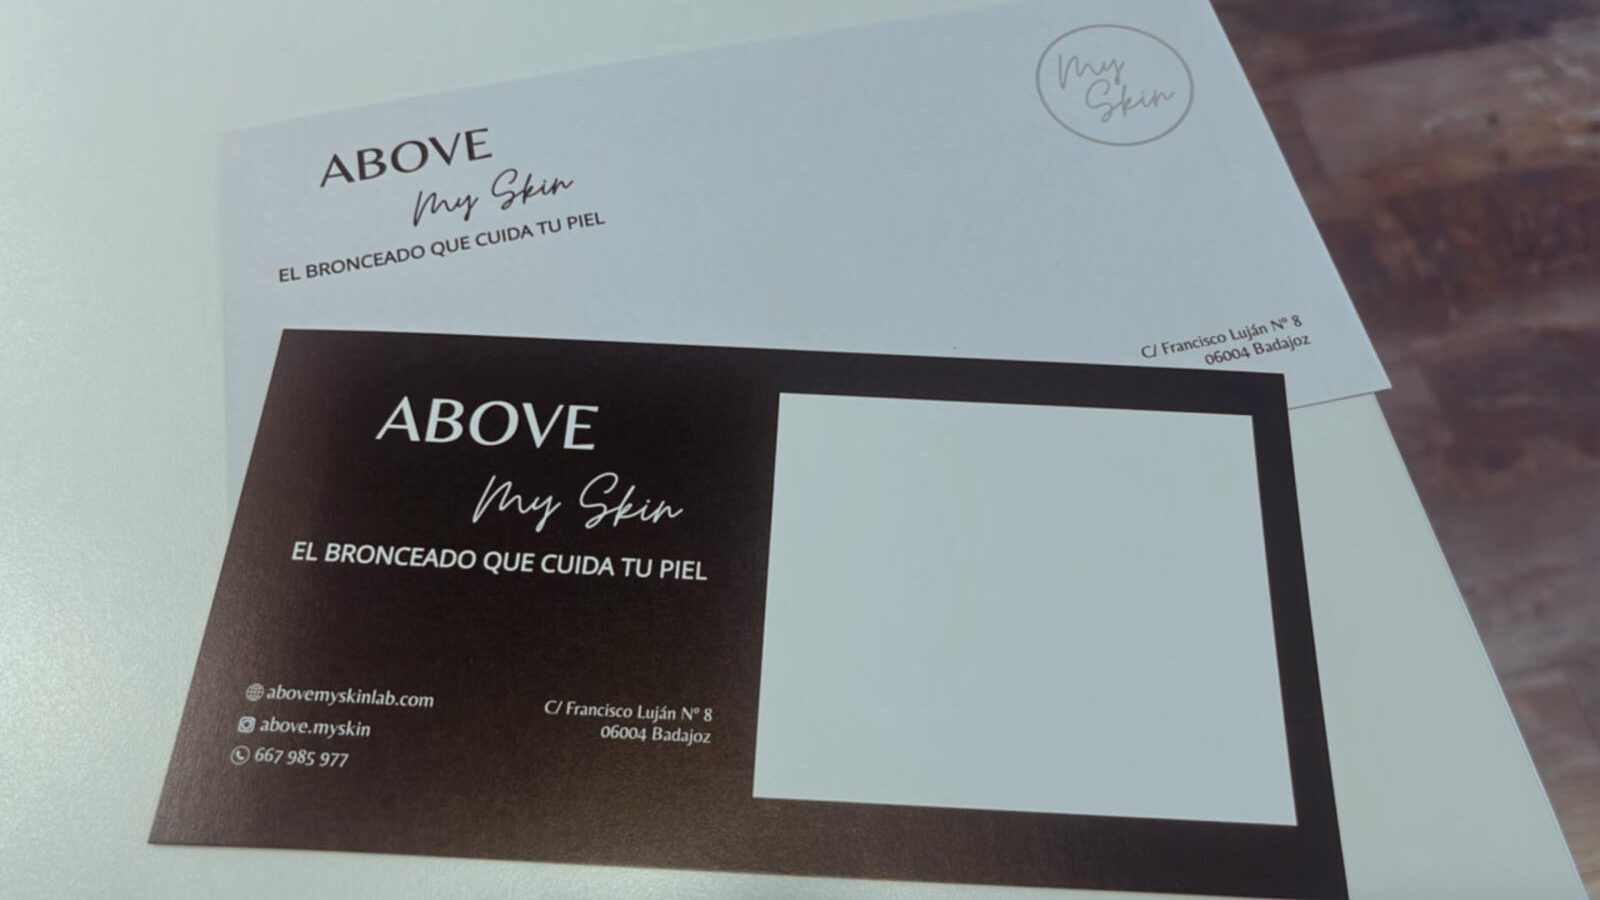 ABOVE
My Skin
EL BRONCEADO QUE CUIDA TU PIEL
My
Skin
C/ Francisco Luján Nº 8
06004 Badajoz
ABOVE
My Skin
EL BRONCEADO QUE CUIDA TU PIEL
abovemyskinlab.com
above.myskin
667 985 977
C/ Francisco Luján Nº 8
06004 Badajoz